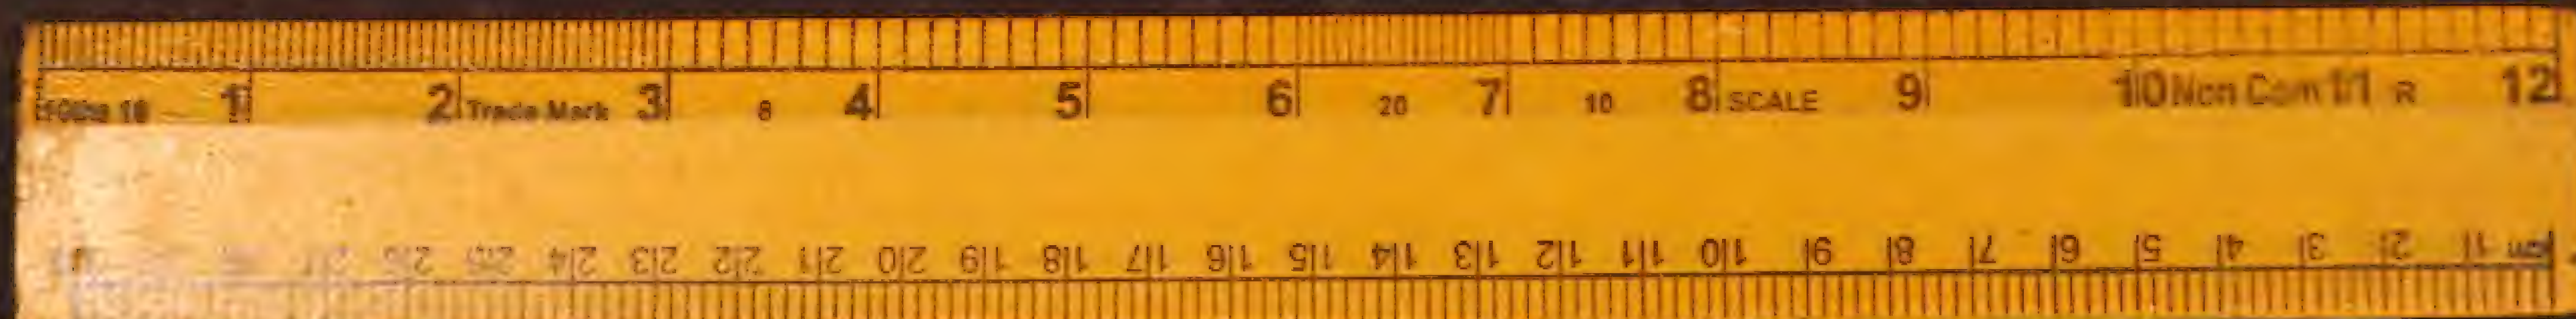 1 2 Trade Mark 3 8 4 5 6 20 7 10 8 SCALE 9 10 Non Com 1/1 R 12
cm 1 2 3 4 5 6 7 8 9 10 11 12 13 14 15 16 17 18 19 20 21 22 23 24 25 26